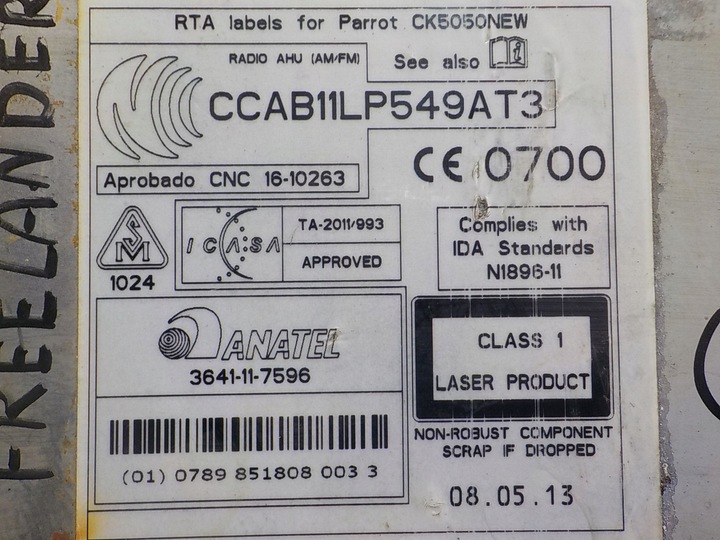 FREELANDER
RTA labels for Parrot CK5050NEW
RADIO AHU (AM/FM)
See also
i
CCAB11LP549AT3
CE 0700
Aprobado CNC 16-10263
SM
1024
ICASA
TA-2011/993
APPROVED
Complies with
IDA Standards
N1896-11
ANATEL
3641-11-7596
(01) 0789 851808 003 3
CLASS 1
LASER PRODUCT
NON-ROBUST COMPONENT
SCRAP IF DROPPED
08.05.13